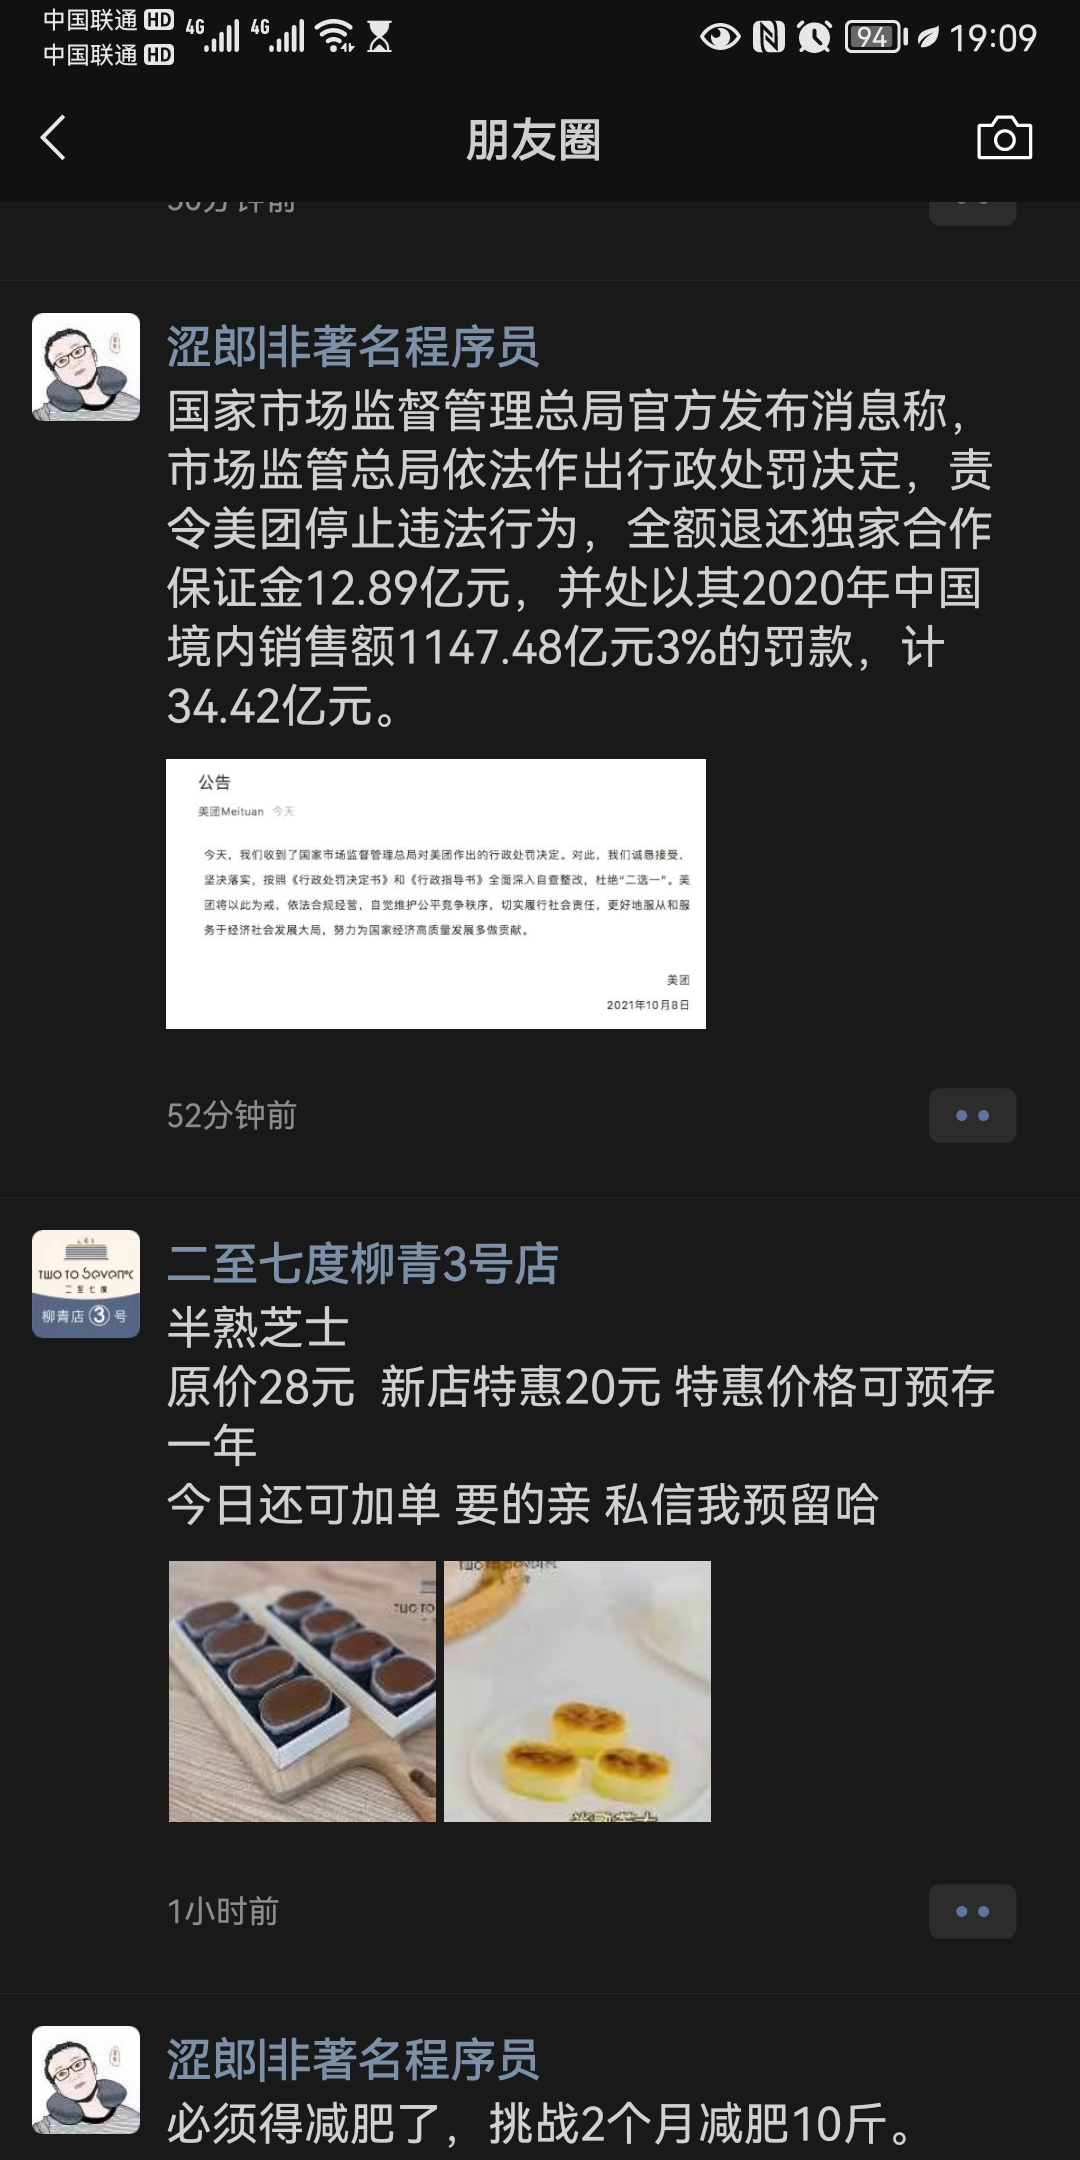 中国联通 HD
中国联通 HD
4G
4G
94
19:09
朋友圈
涩郎|非著名程序员
国家市场监督管理总局官方发布消息称，
市场监管总局依法作出行政处罚决定，责
令美团停止违法行为，全额退还独家合作
保证金12.89亿元，并处以其2020年中国
境内销售额1147.48亿元3%的罚款，计
34.42亿元。
公告
美团Meituan 今天
今天，我们收到了国家市场监督管理总局对美团作出的行政处罚决定。对此，我们诚恳接受，
坚决落实，按照《行政处罚决定书》和《行政指导书》全面深入自查整改，杜绝“二选一”。美
团将以此为戒，依法合规经营，自觉维护公平竞争秩序，切实履行社会责任，更好地服从和服
务于经济社会发展大局，努力为国家经济高质量发展多做贡献。
美团
2021年10月8日
52分钟前
TWO TO Seven℃
二至七度
柳青店③号
二至七度柳青3号店
半熟芝士
原价28元 新店特惠20元 特惠价格可预存
一年
今日还可加单 要的亲 私信我预留哈
1小时前
涩郎|非著名程序员
必须得减肥了，挑战2个月减肥10斤。